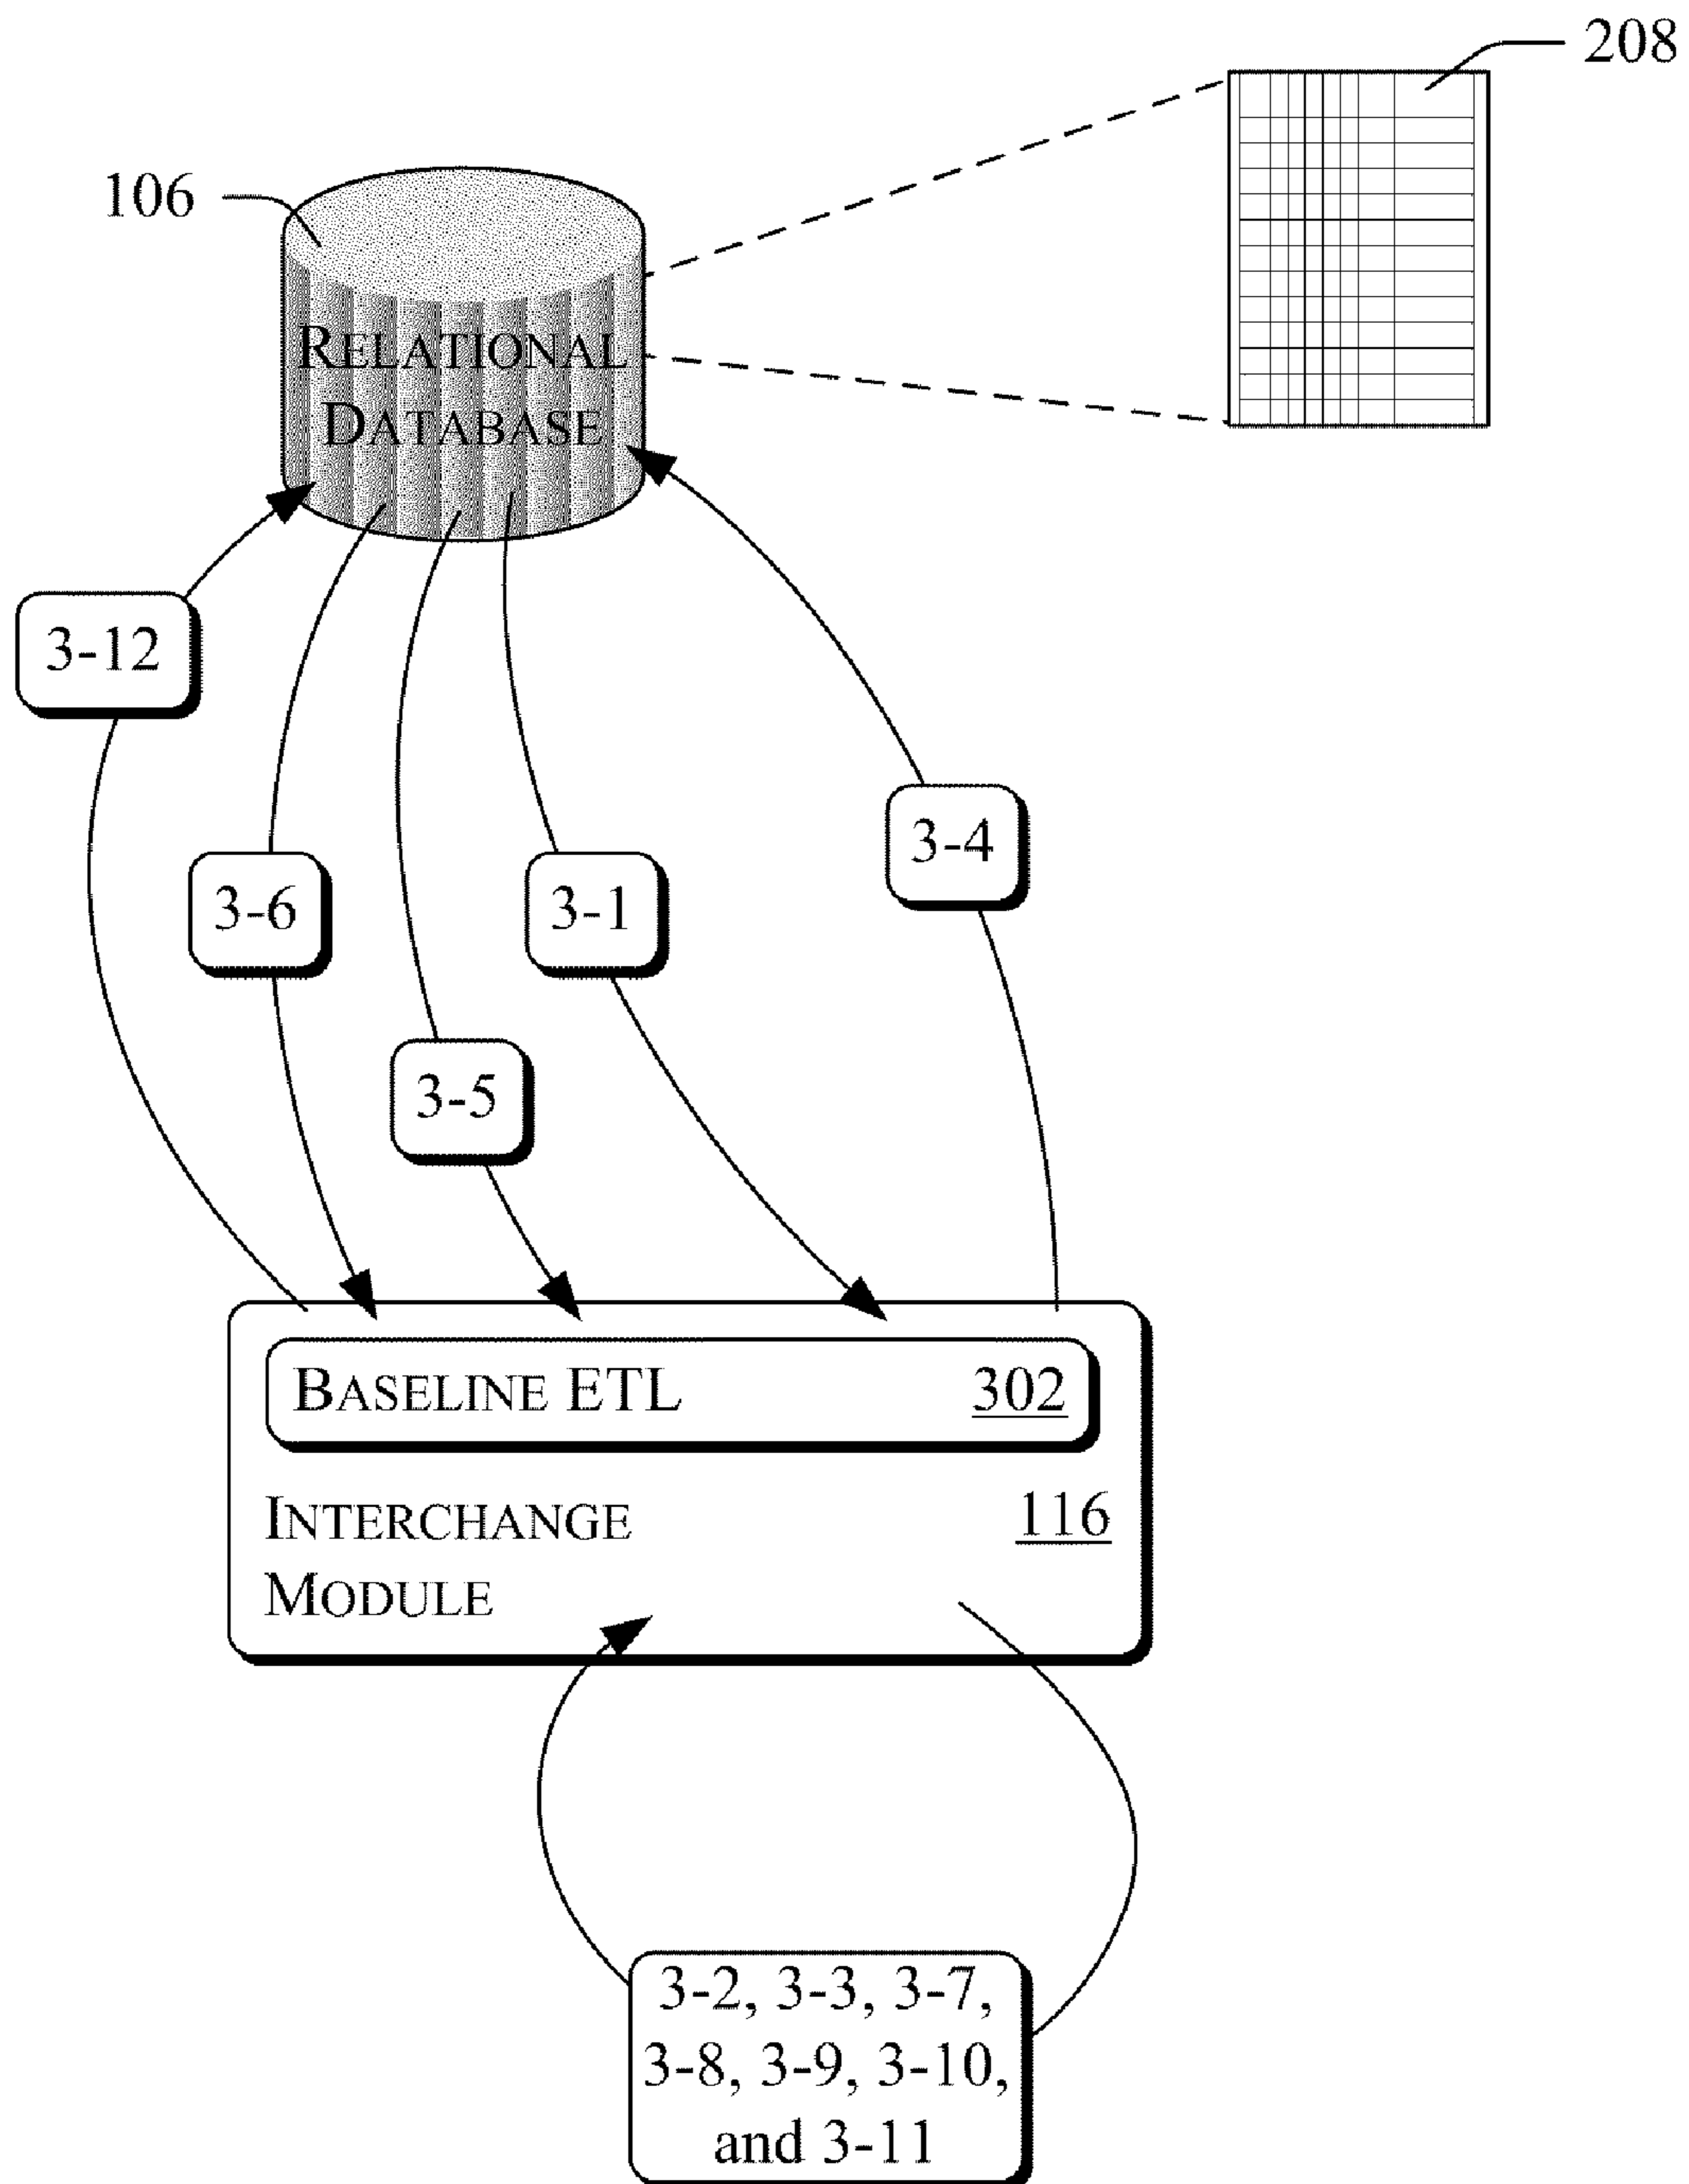 208
106
RELATIONAL
DATABASE
3-12
3-4
3-6
3-1
3-5
BASELINE ETL 302
INTERCHANGE 116
MODULE
3-2, 3-3, 3-7,
3-8, 3-9, 3-10,
and 3-11